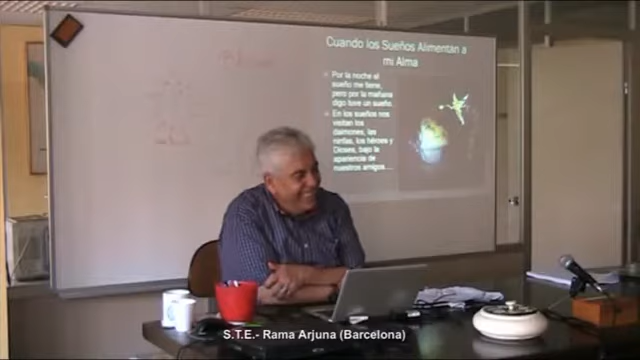 Cuando los Sueños Alimentan a
mi Alma
Por la noche el
sueño me tiene,
pero por la mañana
digo tuve un sueño.
En los sueños nos
visitan los
daimones, las
ninfas, los héroes y
Dioses, bajo la
apariencia de
nuestros amigos....
S.T.E.- Rama Arjuna (Barcelona)